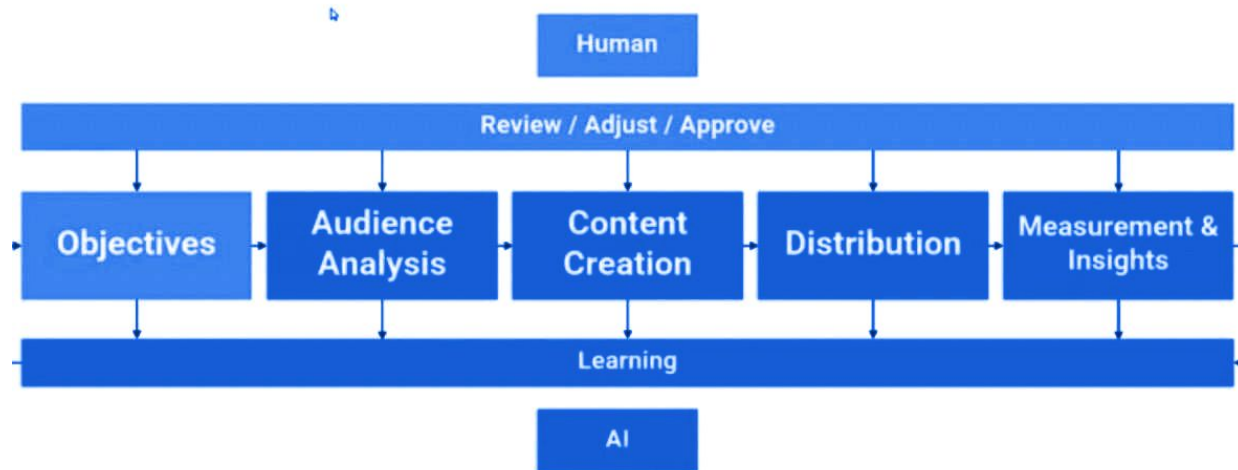 Human
Review / Adjust / Approve
Objectives
Audience
Analysis
Content
Creation
Distribution
Measurement &
Insights
Learning
AI